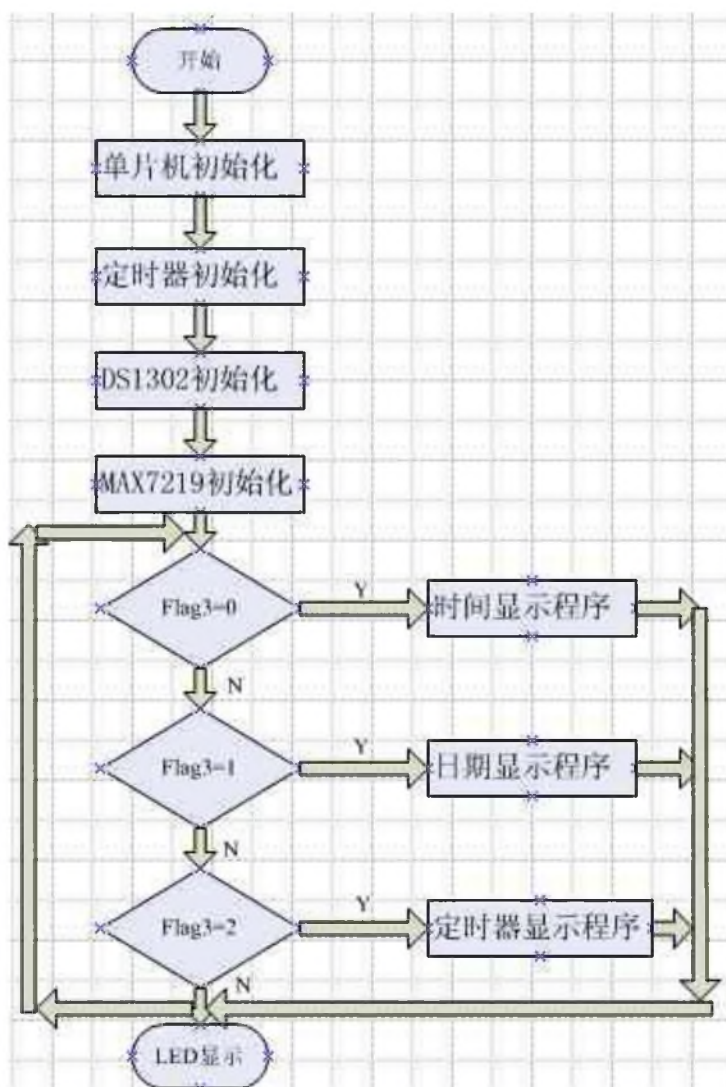 开始
单片机初始化
定时器初始化
DS1302初始化
MAX7219初始化
Flag3=0
Y
时间显示程序
N
Flag3=1
Y
日期显示程序
N
Flag3=2
Y
定时器显示程序
N
LED显示